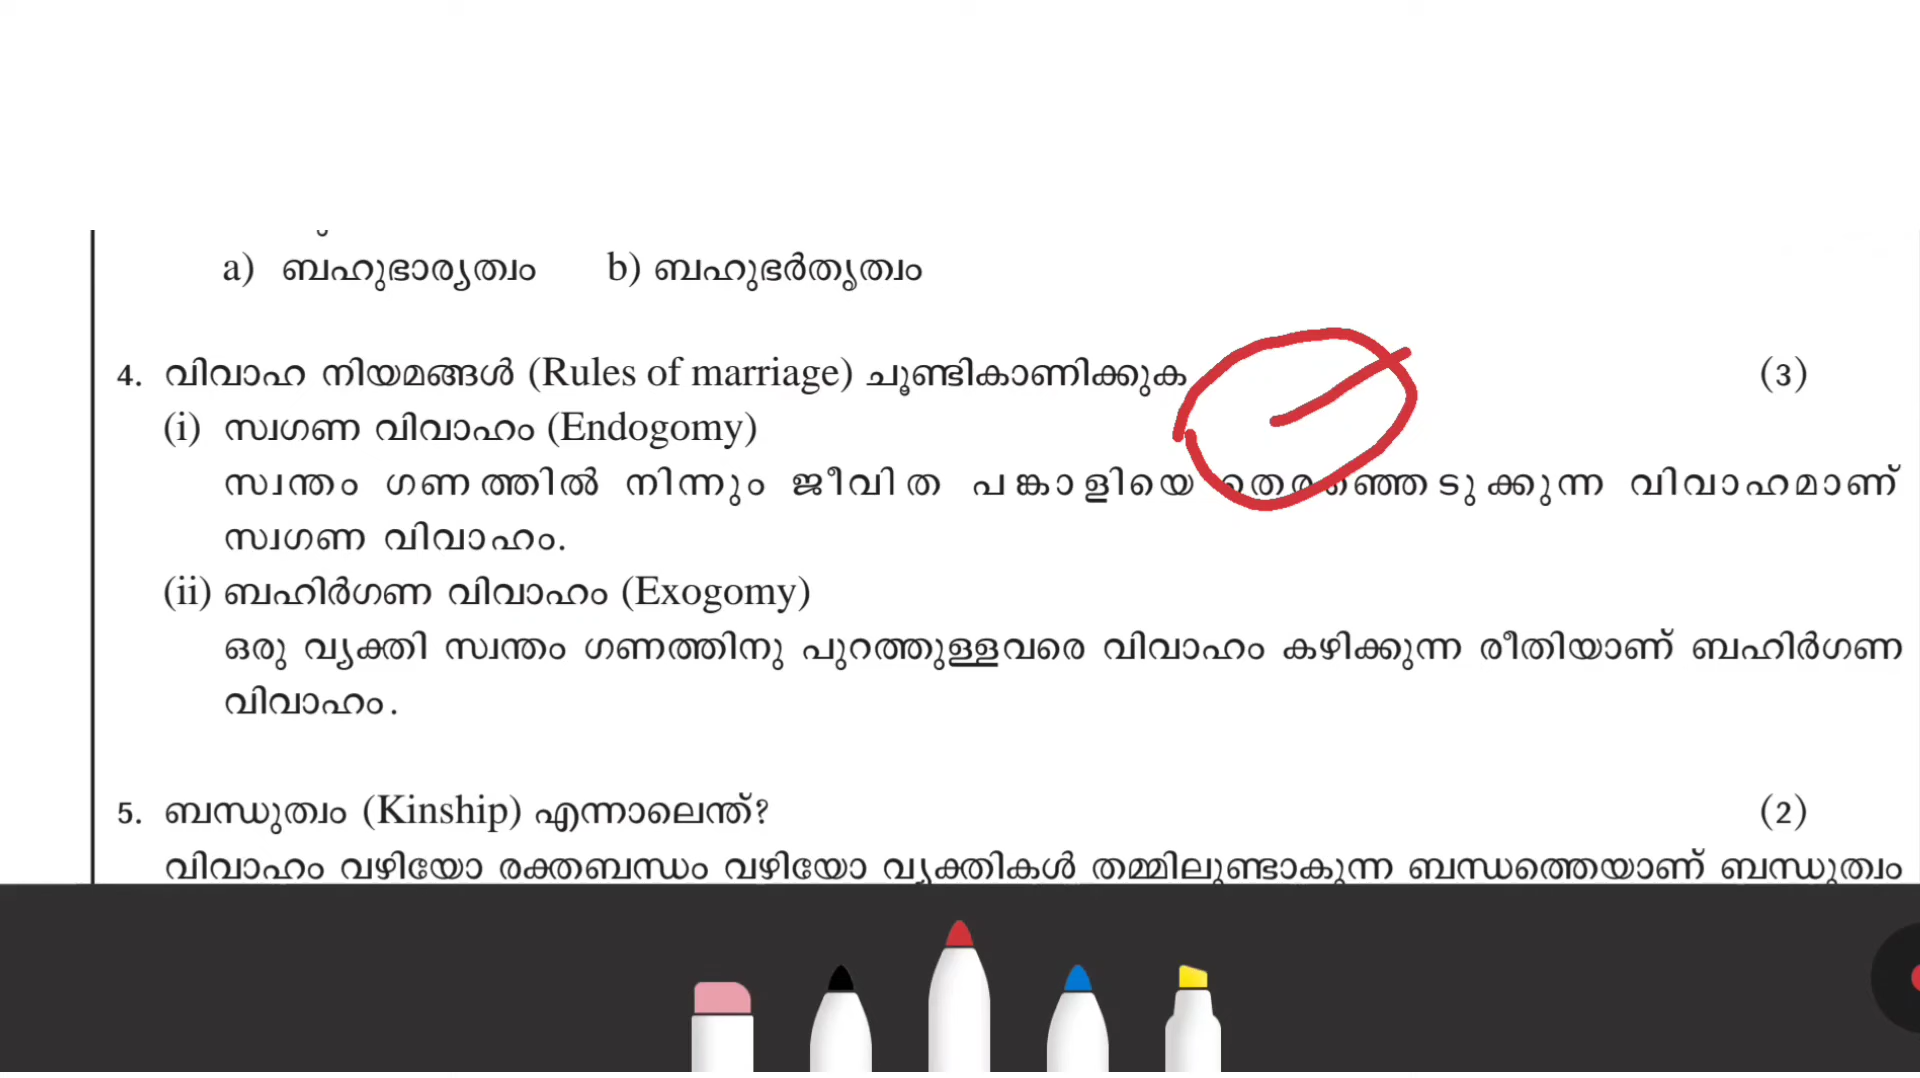 a) ബഹുഭാര്യത്വം b) ബഹുഭർതൃത്വം
4. വിവാഹ നിയമങ്ങൾ (Rules of marriage) ചൂണ്ടികാണിക്കുക (3)
(i) സ്വഗണ വിവാഹം (Endogomy)
സ്വന്തം ഗണത്തിൽ നിന്നും ജീവിത പങ്കാളിയെ തെരഞ്ഞെടുക്കുന്ന വിവാഹമാണ്
സ്വഗണ വിവാഹം.
(ii) ബഹിർഗണ വിവാഹം (Exogomy)
ഒരു വ്യക്തി സ്വന്തം ഗണത്തിനു പുറത്തുള്ളവരെ വിവാഹം കഴിക്കുന്ന രീതിയാണ് ബഹിർഗണ
വിവാഹം.
5. ബന്ധുത്വം (Kinship) എന്നാലെന്ത്? (2)
വിവാഹം വഴിയോ രക്തബന്ധം വഴിയോ വ്യക്തികൾ തമ്മിലുണ്ടാകുന്ന ബന്ധത്തെയാണ് ബന്ധുത്വം